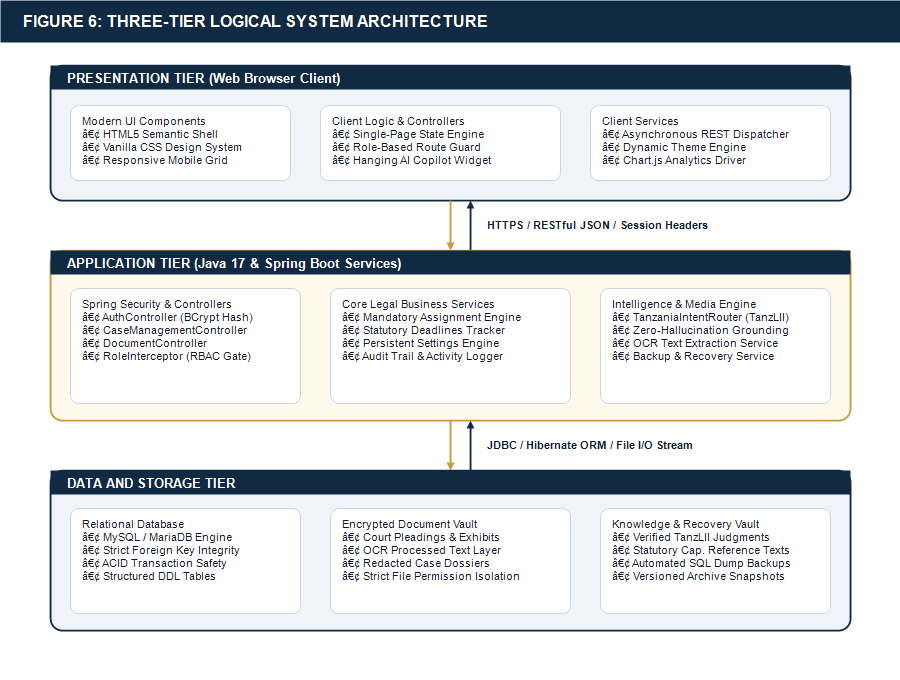 FIGURE 6: THREE-TIER LOGICAL SYSTEM ARCHITECTURE
PRESENTATION TIER (Web Browser Client)
Modern UI Components
â€¢ HTML5 Semantic Shell
â€¢ Vanilla CSS Design System
â€¢ Responsive Mobile Grid
Client Logic & Controllers
â€¢ Single-Page State Engine
â€¢ Role-Based Route Guard
â€¢ Hanging AI Copilot Widget
Client Services
â€¢ Asynchronous REST Dispatcher
â€¢ Dynamic Theme Engine
â€¢ Chart.js Analytics Driver
HTTPS / RESTful JSON / Session Headers
APPLICATION TIER (Java 17 & Spring Boot Services)
Spring Security & Controllers
â€¢ AuthController (BCrypt Hash)
â€¢ CaseManagementController
â€¢ DocumentController
â€¢ RoleInterceptor (RBAC Gate)
Core Legal Business Services
â€¢ Mandatory Assignment Engine
â€¢ Statutory Deadlines Tracker
â€¢ Persistent Settings Engine
â€¢ Audit Trail & Activity Logger
Intelligence & Media Engine
â€¢ TanzaniaIntentRouter (TanzLII)
â€¢ Zero-Hallucination Grounding
â€¢ OCR Text Extraction Service
â€¢ Backup & Recovery Service
JDBC / Hibernate ORM / File I/O Stream
DATA AND STORAGE TIER
Relational Database
â€¢ MySQL / MariaDB Engine
â€¢ Strict Foreign Key Integrity
â€¢ ACID Transaction Safety
â€¢ Structured DDL Tables
Encrypted Document Vault
â€¢ Court Pleadings & Exhibits
â€¢ OCR Processed Text Layer
â€¢ Redacted Case Dossiers
â€¢ Strict File Permission Isolation
Knowledge & Recovery Vault
â€¢ Verified TanzLII Judgments
â€¢ Statutory Cap. Reference Texts
â€¢ Automated SQL Dump Backups
â€¢ Versioned Archive Snapshots